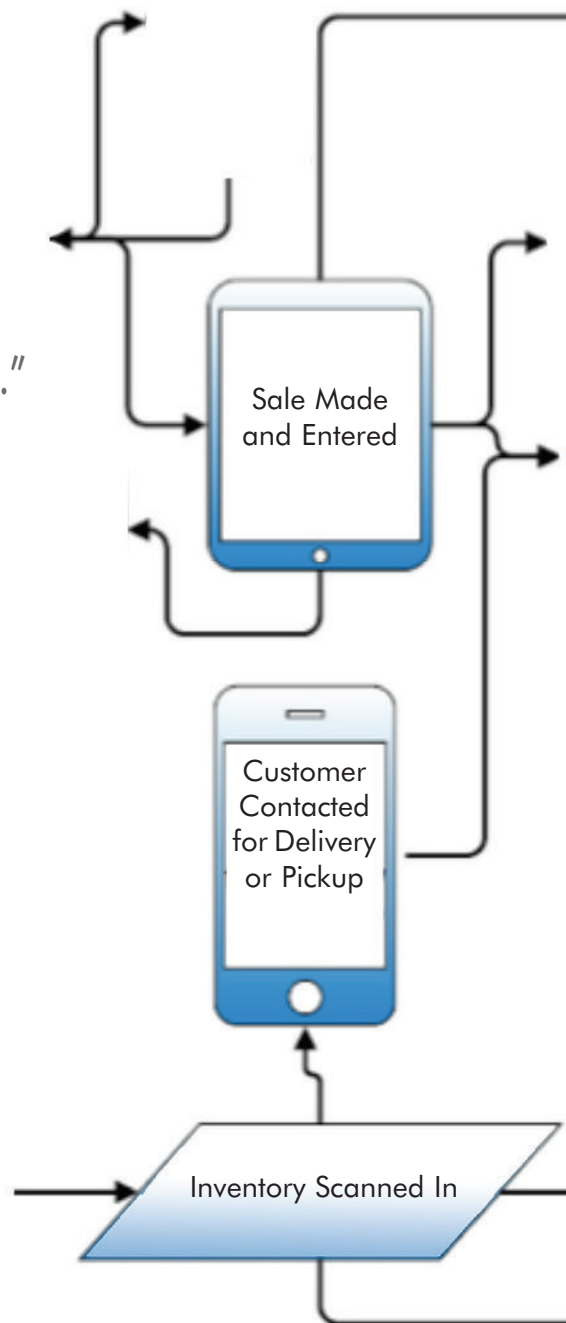 ."
Sale Made
and Entered
Customer
Contacted
for Delivery
or Pickup
Inventory Scanned In